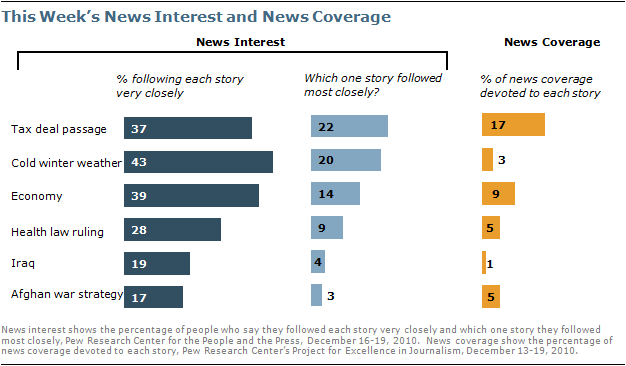 This Week's News Interest and News Coverage
News Interest News Coverage
% following each story Which one story followed % of news coverage
very closely most closely? devoted to each story
Tax deal passage 37 22 17
Cold winter weather 43 20 3
Economy 39 14 9
Health law ruling 28 9 5
Iraq 19 4 1
Afghan war strategy 17 3 5
News interest shows the percentage of people who say they followed each story very closely and which one story they followed
most closely, Pew Research Center for the People and the Press, December 16-19, 2010. News coverage show the percentage of
news coverage devoted to each story, Pew Research Center's Project for Excellence in Journalism, December 13-19, 2010.